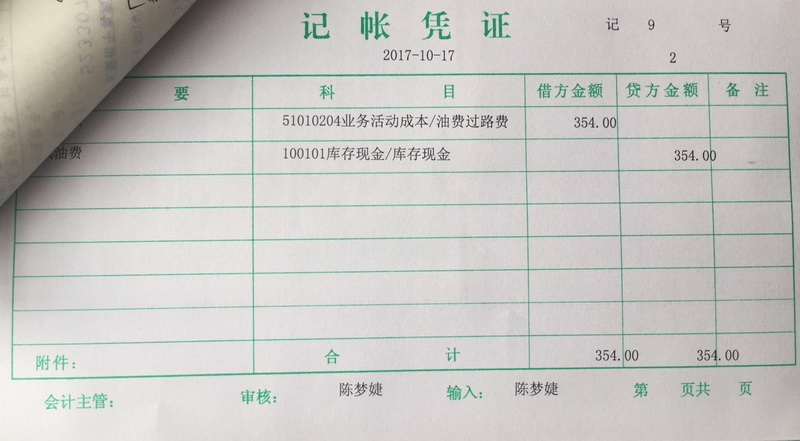 记帐凭证 记 9 号
2017-10-17 2
要 科目 借方金额 贷方金额 备注
51010204业务活动成本/油费过路费 354.00
油费 100101库存现金/库存现金 354.00
附件: 合计 354.00 354.00
会计主管: 审核: 陈梦婕 输入: 陈梦婕 第 页共 页